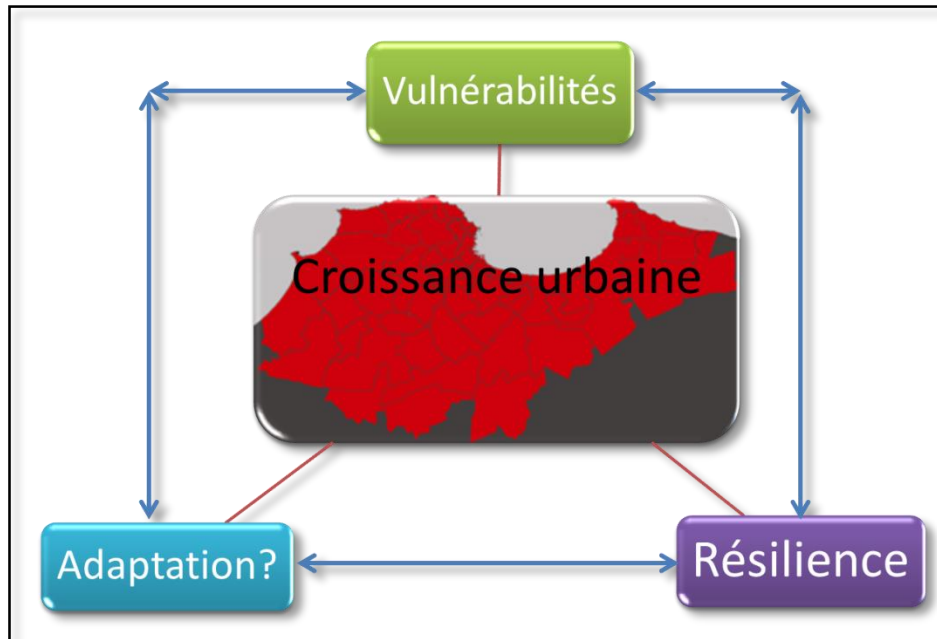 Vulnérabilités
Croissance urbaine
Adaptation?
Résilience